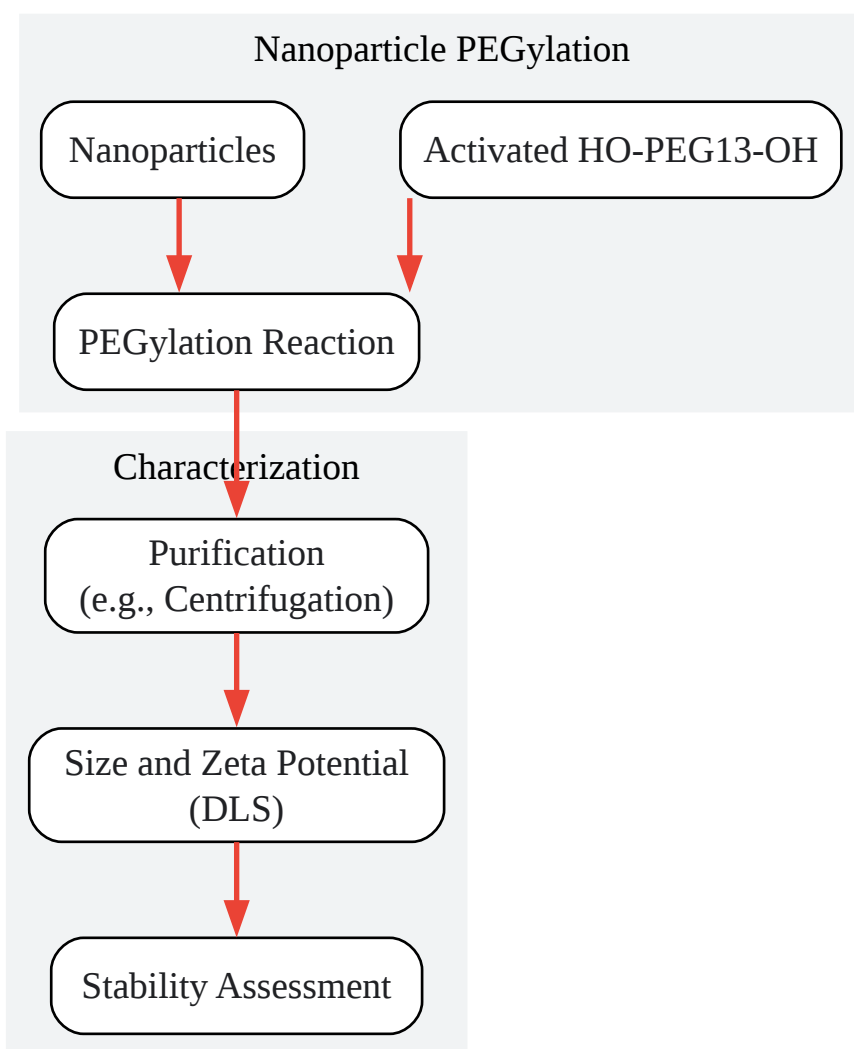 Nanoparticle PEGylation
Nanoparticles
Activated HO-PEG13-OH
PEGylation Reaction
Characterization
Purification
(e.g., Centrifugation)
Size and Zeta Potential
(DLS)
Stability Assessment